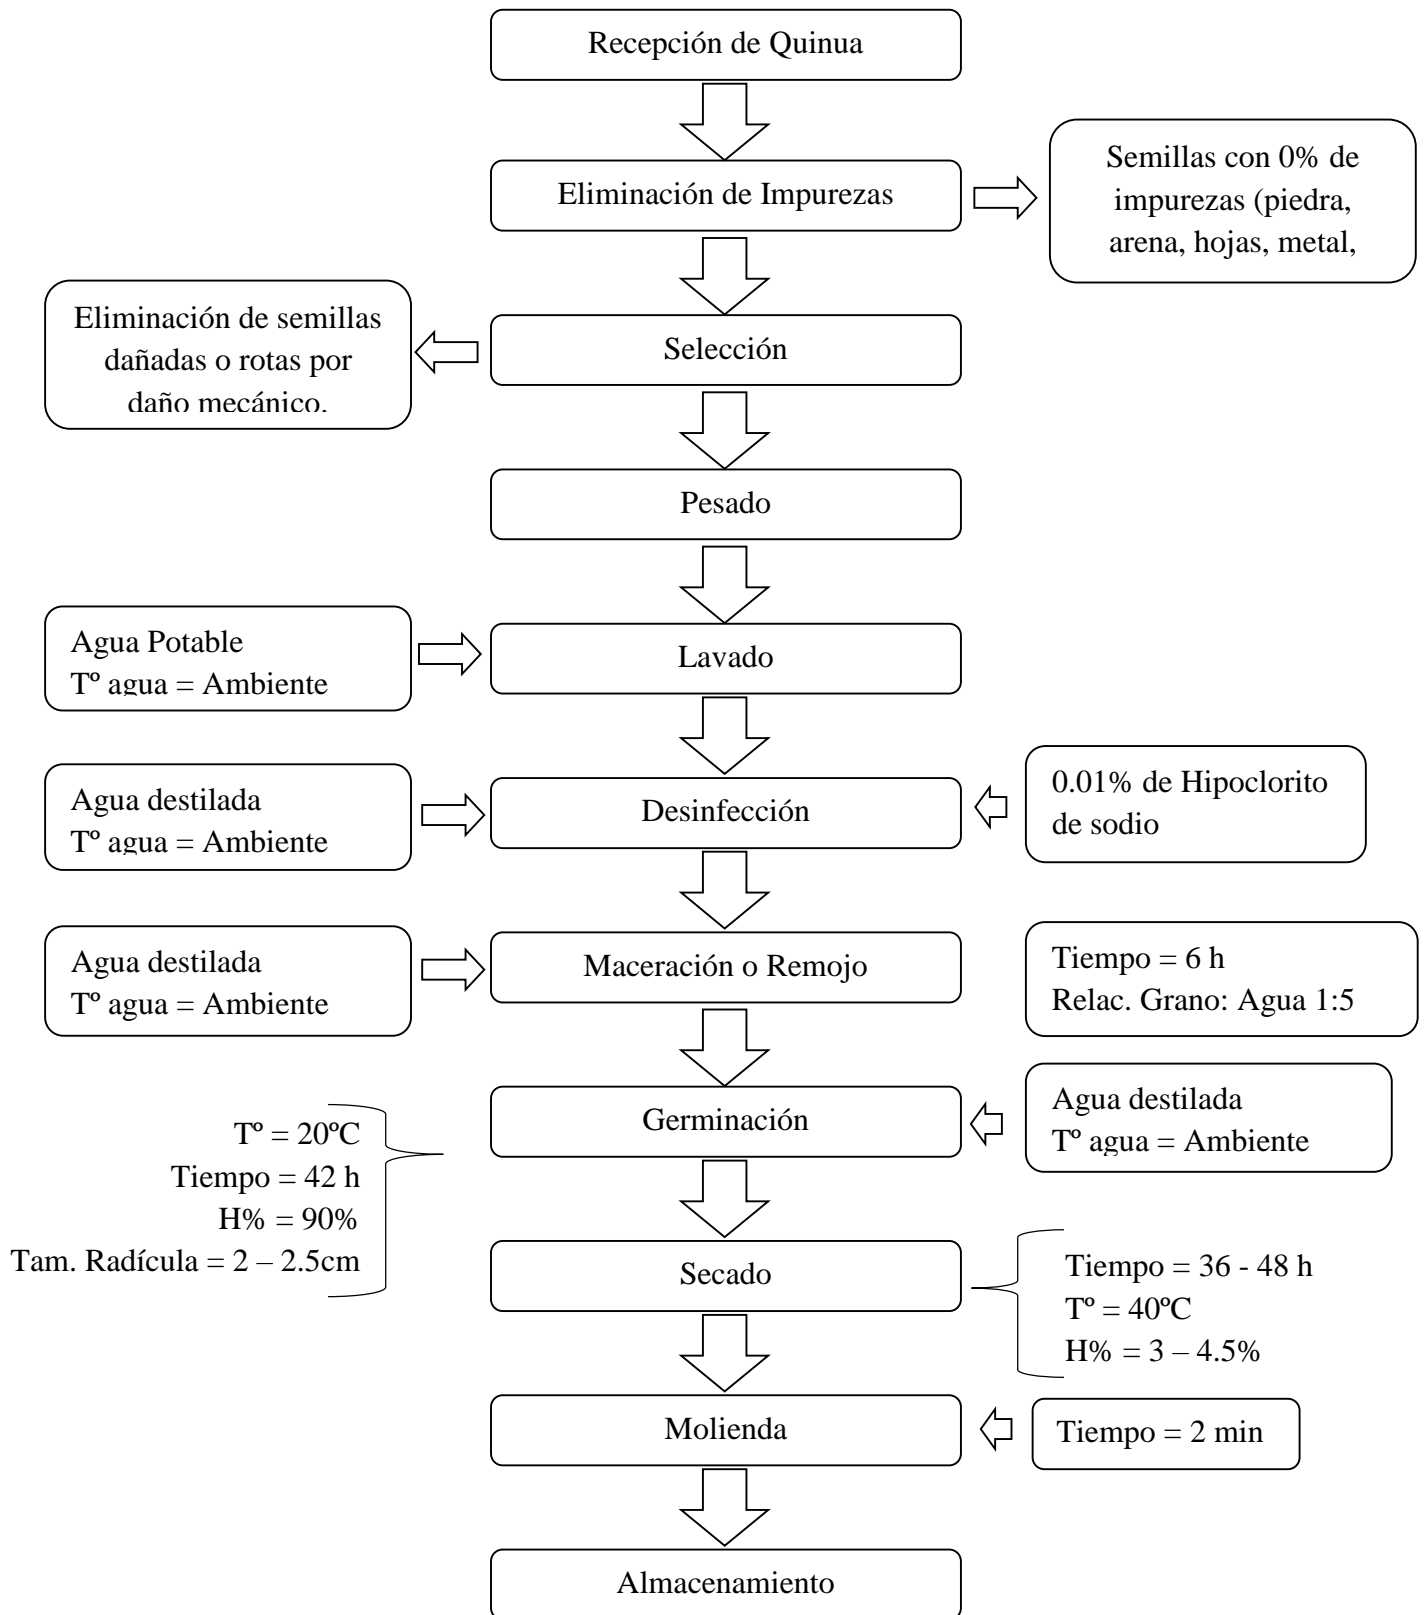 Recepción de Quinua
Eliminación de Impurezas
Semillas con 0% de
impurezas (piedra,
arena, hojas, metal,
Eliminación de semillas
dañadas o rotas por
daño mecánico.
Selección
Pesado
Agua Potable
Tº agua = Ambiente
Lavado
Agua destilada
Tº agua = Ambiente
Desinfección
0.01% de Hipoclorito
de sodio
Agua destilada
Tº agua = Ambiente
Maceración o Remojo
Tiempo = 6 h
Relac. Grano: Agua 1:5
Tº = 20ºC
Tiempo = 42 h
H% = 90%
Tam. Radícula = 2 – 2.5cm
Germinación
Agua destilada
Tº agua = Ambiente
Secado
Tiempo = 36 - 48 h
Tº = 40ºC
H% = 3 – 4.5%
Molienda
Tiempo = 2 min
Almacenamiento